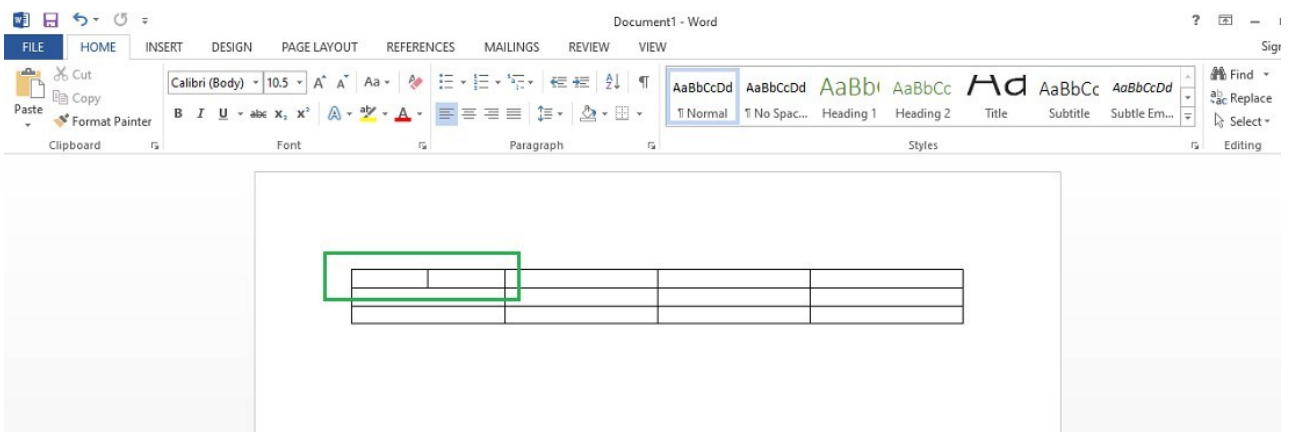 Document1 - Word
?
FILE HOME INSERT DESIGN PAGE LAYOUT REFERENCES MAILINGS REVIEW VIEW
Cut
Copy
Paste
Format Painter
Clipboard
Calibri (Body) 10.5 A A Aa
B I U abc x₂ x² A aby A
Font
Paragraph
AaBbCcDd AaBbCcDd AaBb AaBbCc AaBbCc AaBbCcDd
¶ Normal ¶ No Spac... Heading 1 Heading 2 Title Subtitle Subtle Em...
Styles
Find
Replace
Select
Editing